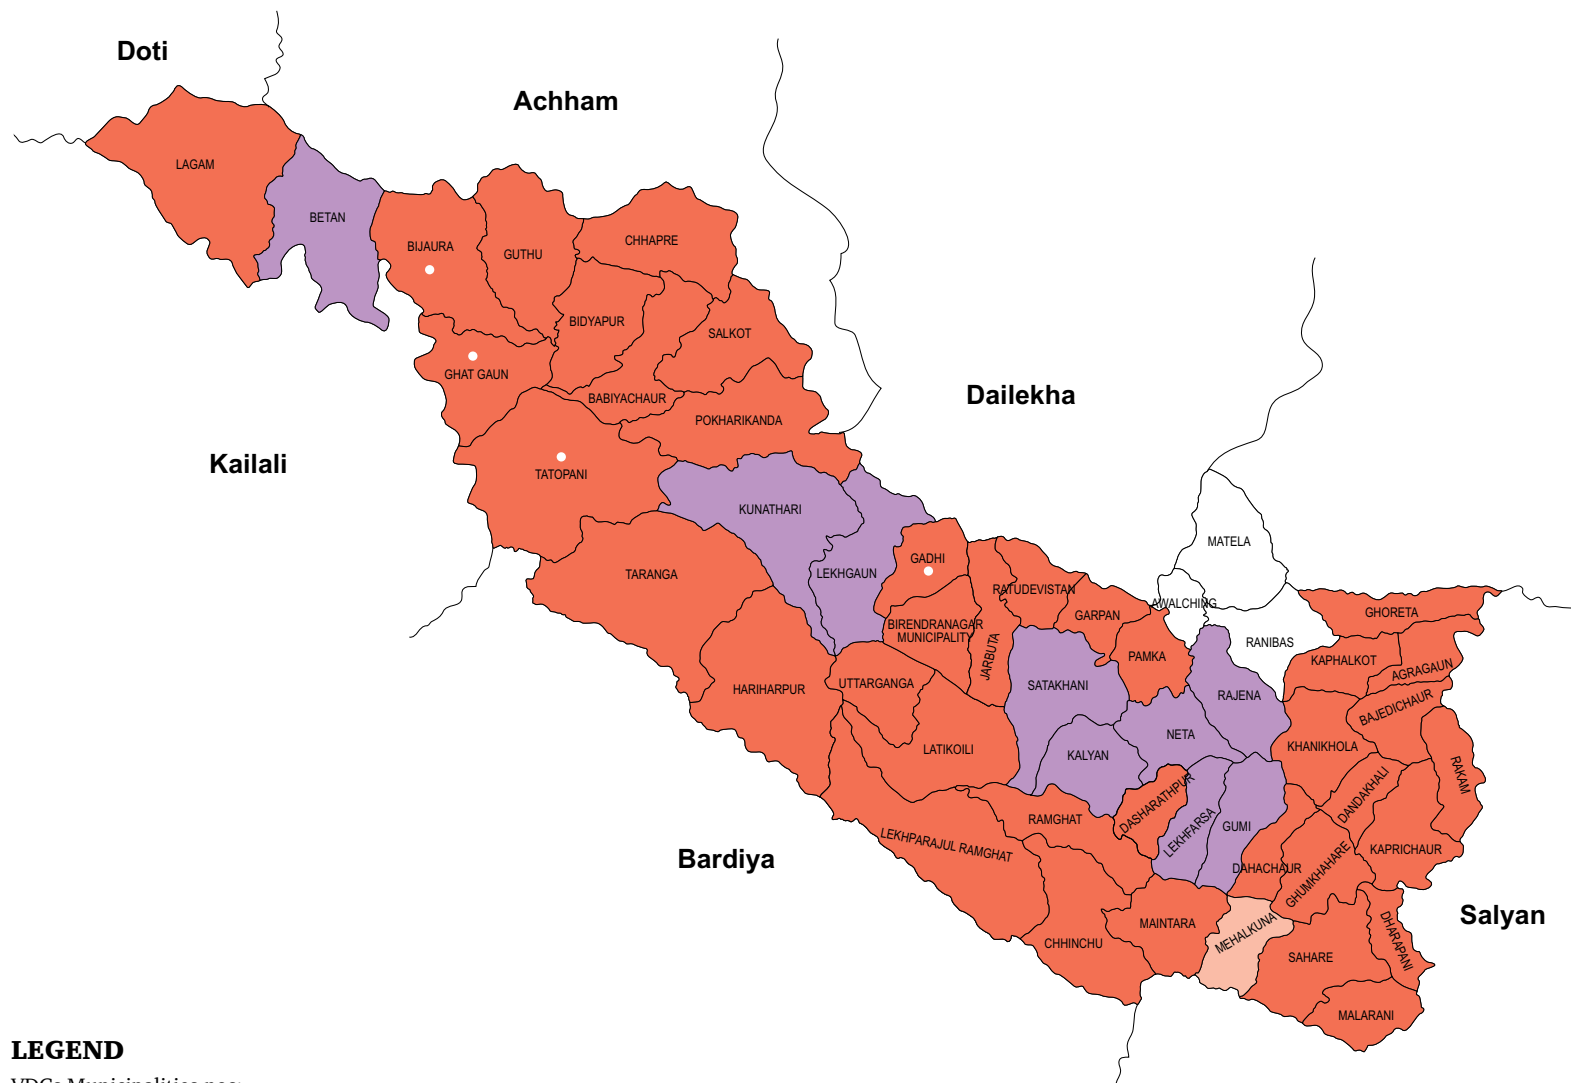 Doti
Achham
LAGAM
BETAN
BIJAURA
GUTHU
CHHAPRE
BIDYAPUR
SALKOT
GHAT GAUN
BABIYACHAUR
POKHARIKANDA
Dailekha
Kailali
TATOPANI
KUNATHARI
MATELA
TARANGA
LEKHGAUN
GADHI
RATUDEVISTAN
AWALCHING
GARPAN
GHORETA
BIRENDRANAGAR
MUNICIPALITY
JARBUTA
RANIBAS
PAMKA
KAPHALKOT
AGRAGAUN
HARIHARPUR
UTTARGANGA
SATAKHANI
RAJENA
BAJEDICHAUR
LATIKOILI
KALYAN
NETA
KHANIKHOLA
RAKAM
DANDAKHALI
DASHARATHPUR
RAMGHAT
LEKHFARSA
GUMI
LEKHPARAJUL RAMGHAT
KAPRICHAUR
Bardiya
DAHACHAUR
GHUMKHAHARE
Salyan
MAINTARA
MEHALKUNA
DHARAPANI
CHHINCHU
SAHARE
MALARANI
LEGEND